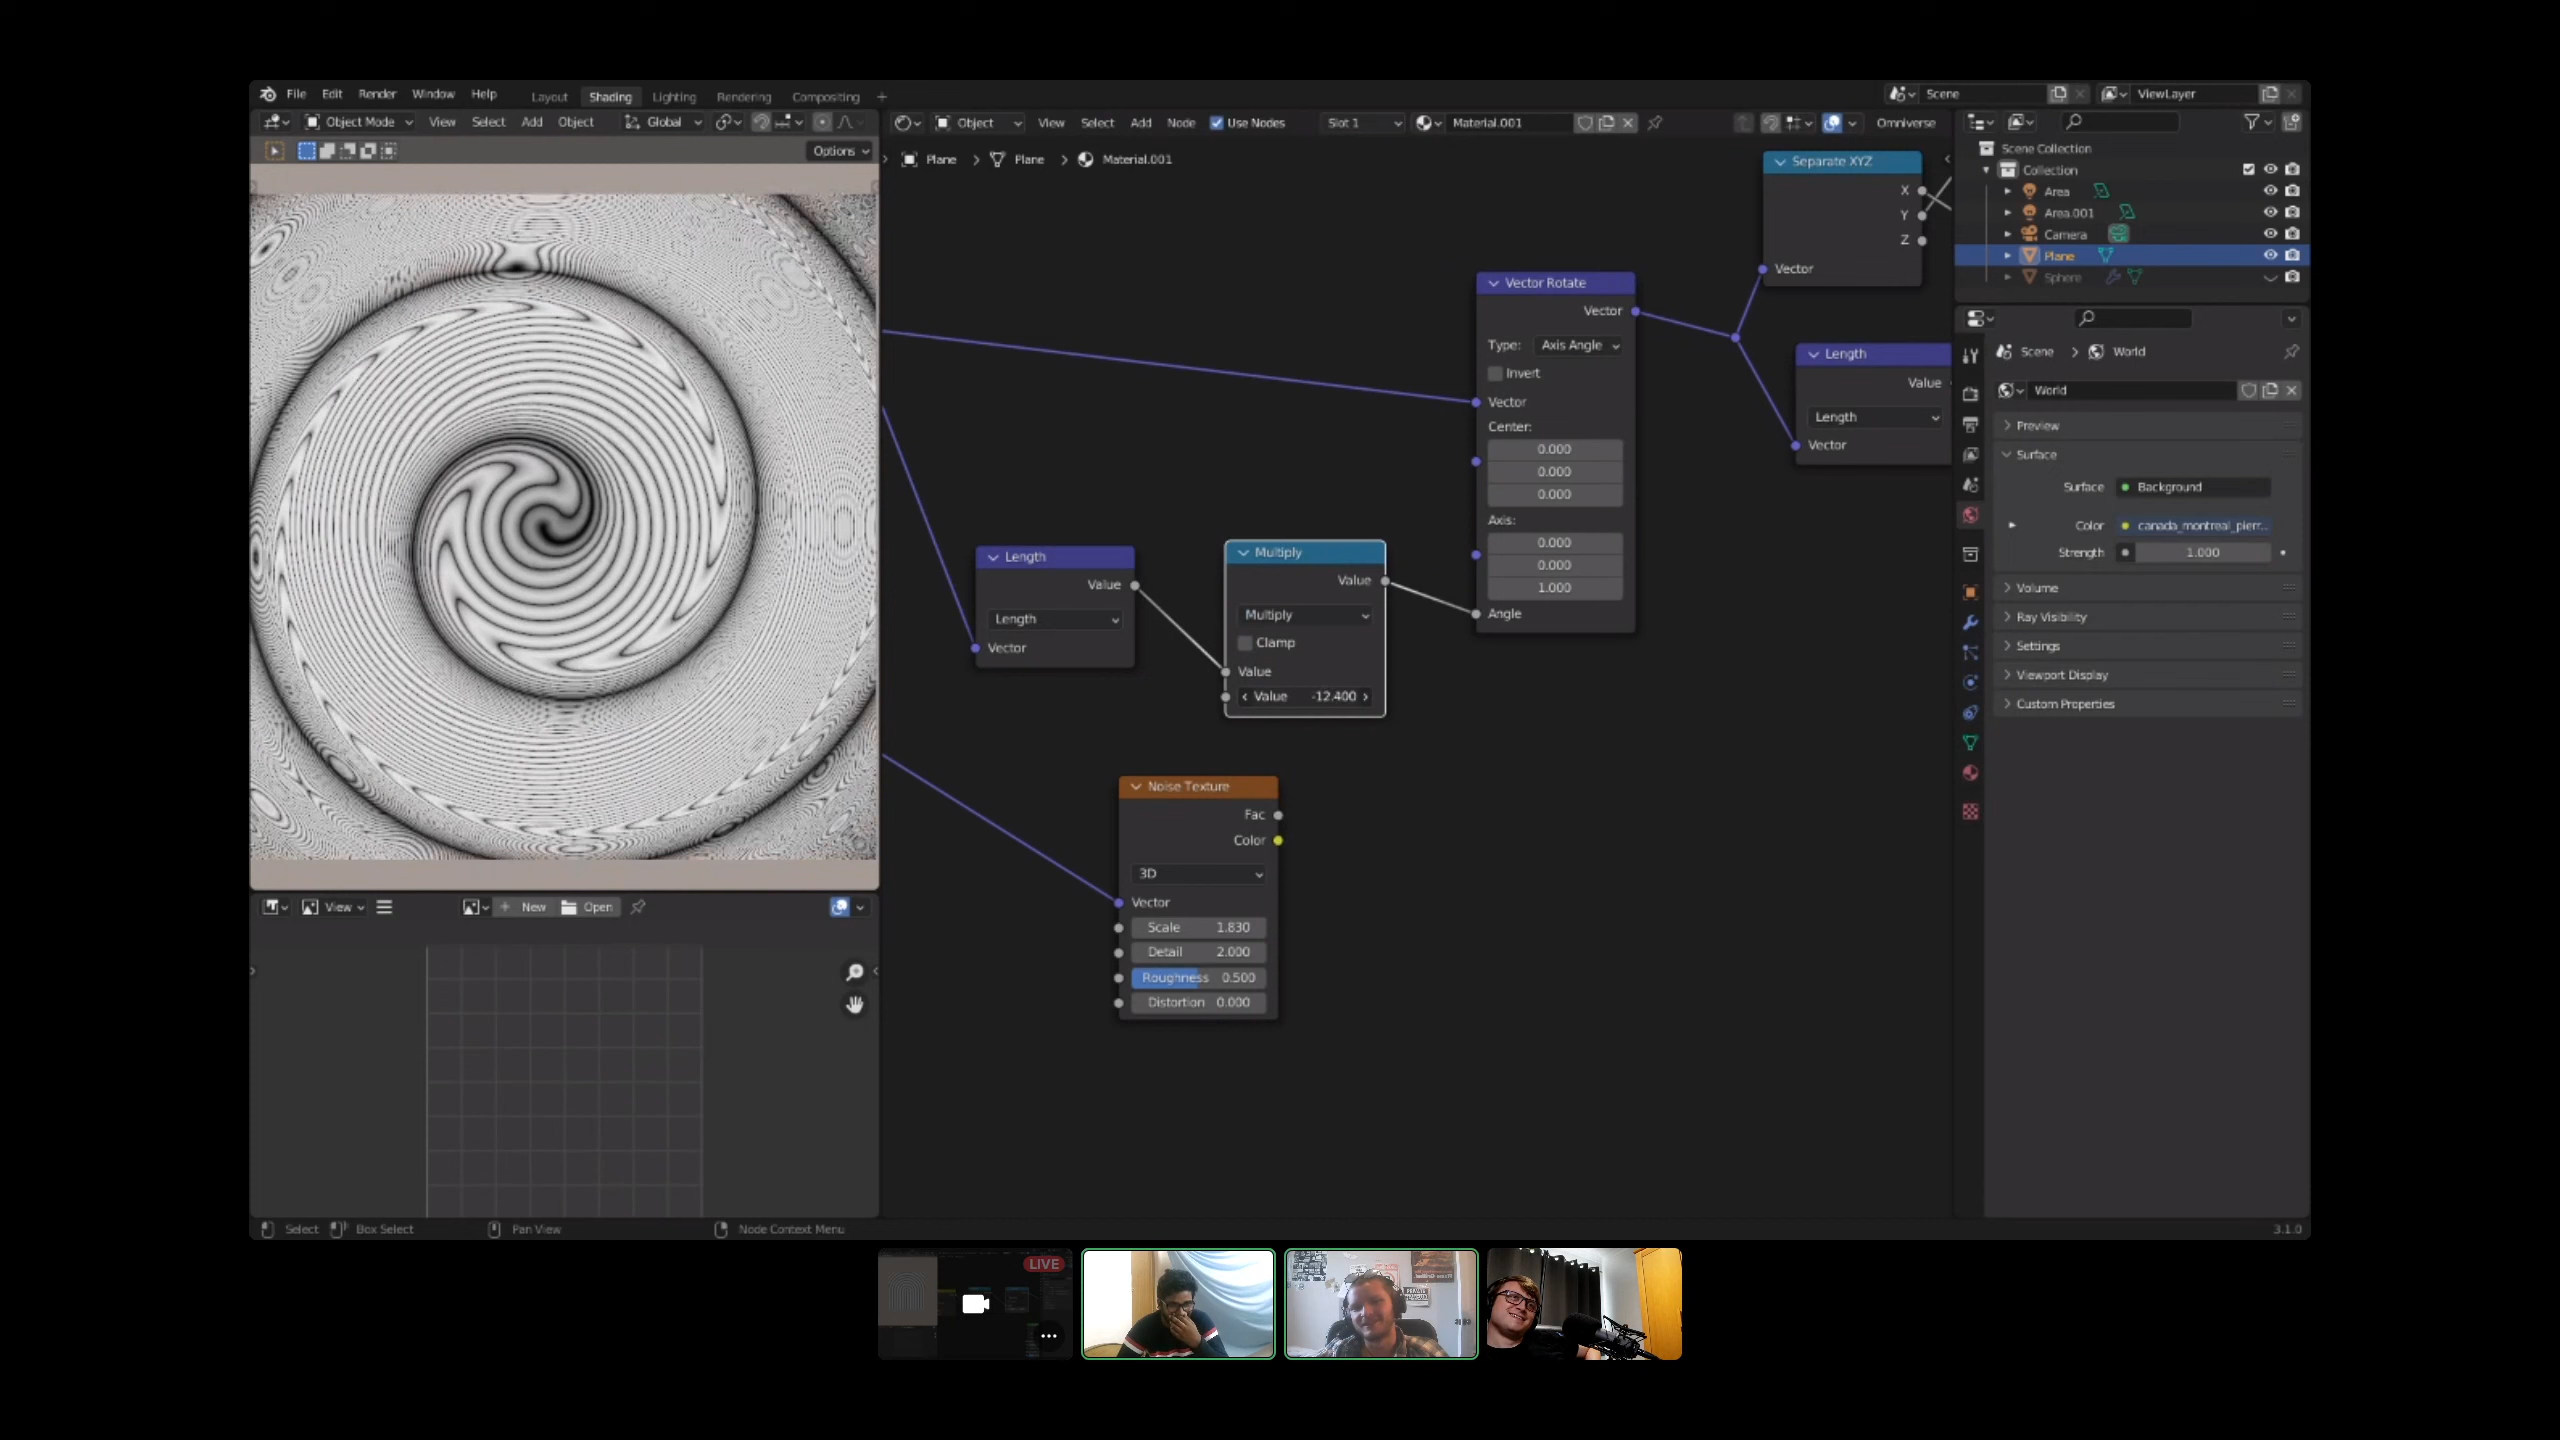 File Edit Render Window Help Layout Shading Lighting Rendering Compositing + Scene ViewLayer
Object Mode View Select Add Object Global
Options
Object View Select Add Node Use Nodes Slot 1 Material.001 Omniverse
Plane > Plane > Material.001
Separate XYZ
X
Y
Z
Vector
Vector Rotate
Vector
Type: Axis Angle
Invert
Vector
Center:
0.000
0.000
0.000
Axis:
0.000
0.000
1.000
Angle
Length
Value
Length
Vector
Length
Value
Length
Vector
Multiply
Value
Multiply
Clamp
Value
Value -12.400
Noise Texture
Fac
Color
3D
Vector
Scale 1.830
Detail 2.000
Roughness 0.500
Distortion 0.000
Scene Collection
Collection
Area
Area.001
Camera
Plane
Sphere
Scene > World
World
Preview
Surface
Surface Background
Color canada_montreal_pierr...
Strength 1.000
Volume
Ray Visibility
Settings
Viewport Display
Custom Properties
View + New Open
Select Box Select Pan View Node Context Menu 3.1.0
LIVE